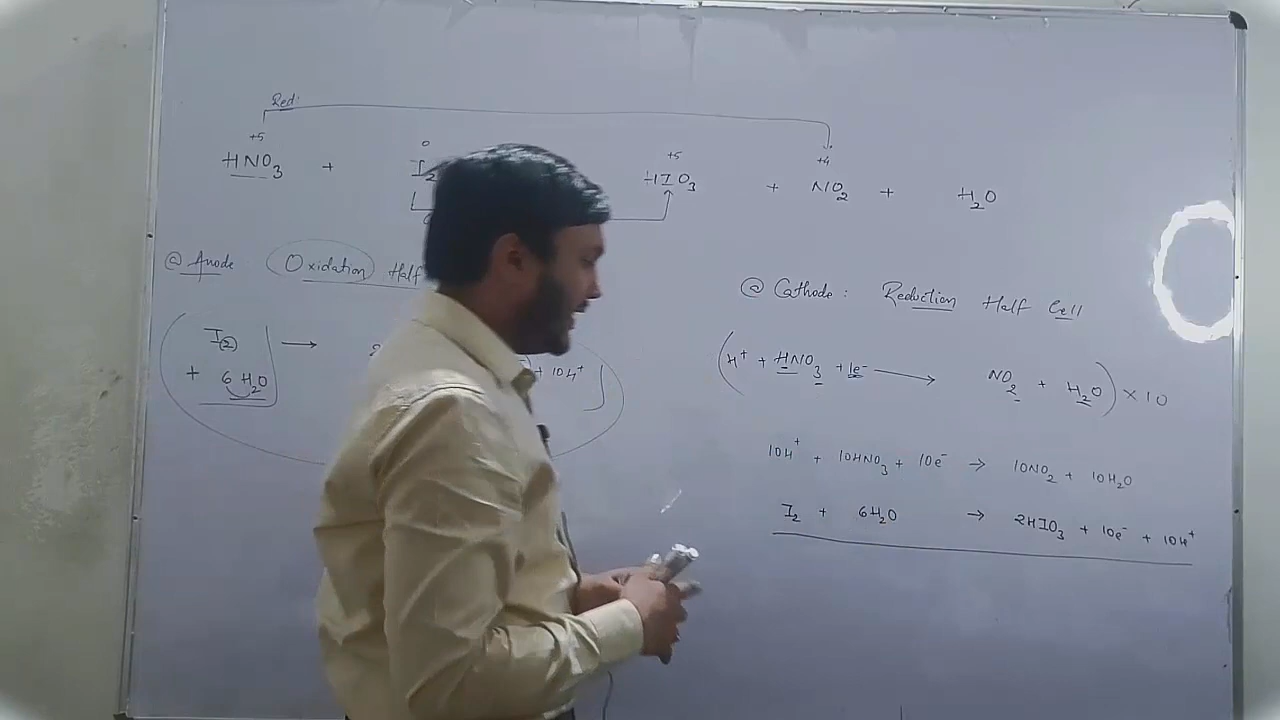 Red:
+5 0 +5 +4
HNO3 + I2 HIO3 + NO2 + H2O
@ Anode Oxidation Half
@ Cathode : Reduction Half Cell
I(2) → + 10H+
+ 6 H2O
(H+ + HNO3 + 1e- → NO2 + H2O) × 10
10H+ + 10HNO3 + 10e- → 10NO2 + 10H2O
I2 + 6H2O → 2HIO3 + 10e- + 10H+